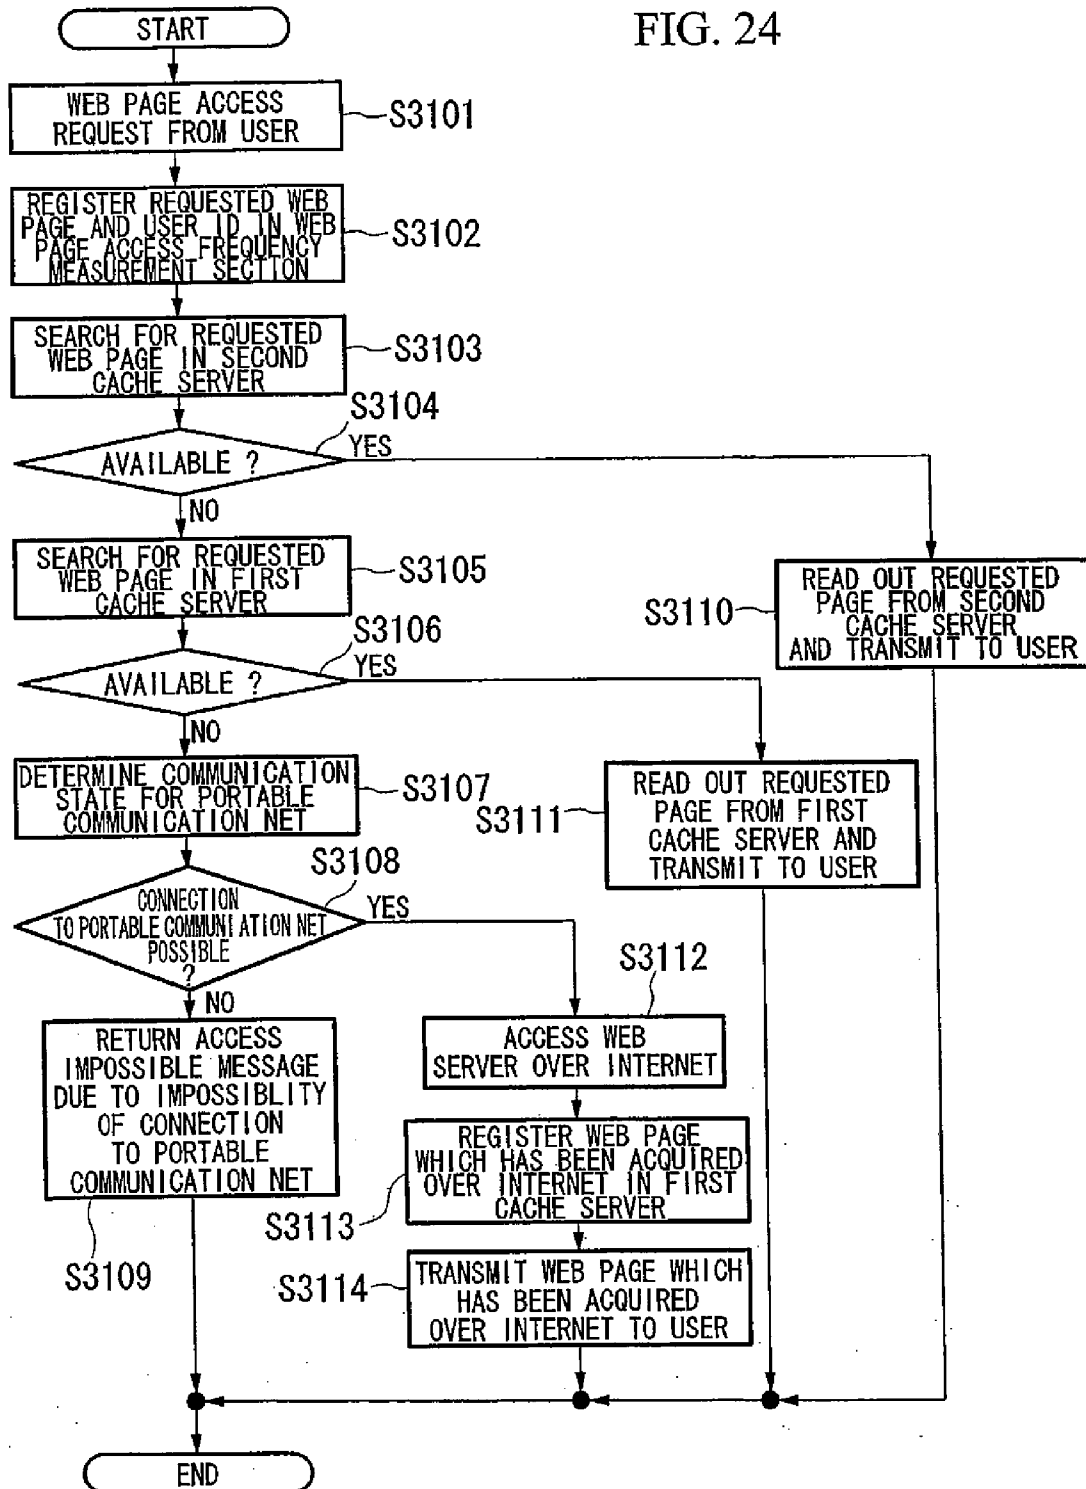 FIG. 24
START
WEB PAGE ACCESS
REQUEST FROM USER
S3101
REGISTER REQUESTED WEB
PAGE AND USER ID IN WEB
PAGE ACCESS FREQUENCY
MEASUREMENT SECTION
S3102
SEARCH FOR REQUESTED
WEB PAGE IN SECOND
CACHE SERVER
S3103
S3104
AVAILABLE ?
YES
NO
SEARCH FOR REQUESTED
WEB PAGE IN FIRST
CACHE SERVER
S3105
S3106
AVAILABLE ?
YES
NO
READ OUT REQUESTED
PAGE FROM SECOND
CACHE SERVER
AND TRANSMIT TO USER
S3110
DETERMINE COMMUNICATION
STATE FOR PORTABLE
COMMUNICATION NET
S3107
READ OUT REQUESTED
PAGE FROM FIRST
CACHE SERVER AND
TRANSMIT TO USER
S3111
S3108
CONNECTION
TO PORTABLE COMMUNIATION NET
POSSIBLE
?
YES
NO
RETURN ACCESS
IMPOSSIBLE MESSAGE
DUE TO IMPOSSIBLITY
OF CONNECTION
TO PORTABLE
COMMUNICATION NET
S3109
S3112
ACCESS WEB
SERVER OVER INTERNET
REGISTER WEB PAGE
WHICH HAS BEEN ACQUIRED
OVER INTERNET IN FIRST
CACHE SERVER
S3113
TRANSMIT WEB PAGE WHICH
HAS BEEN ACQUIRED
OVER INTERNET TO USER
S3114
END